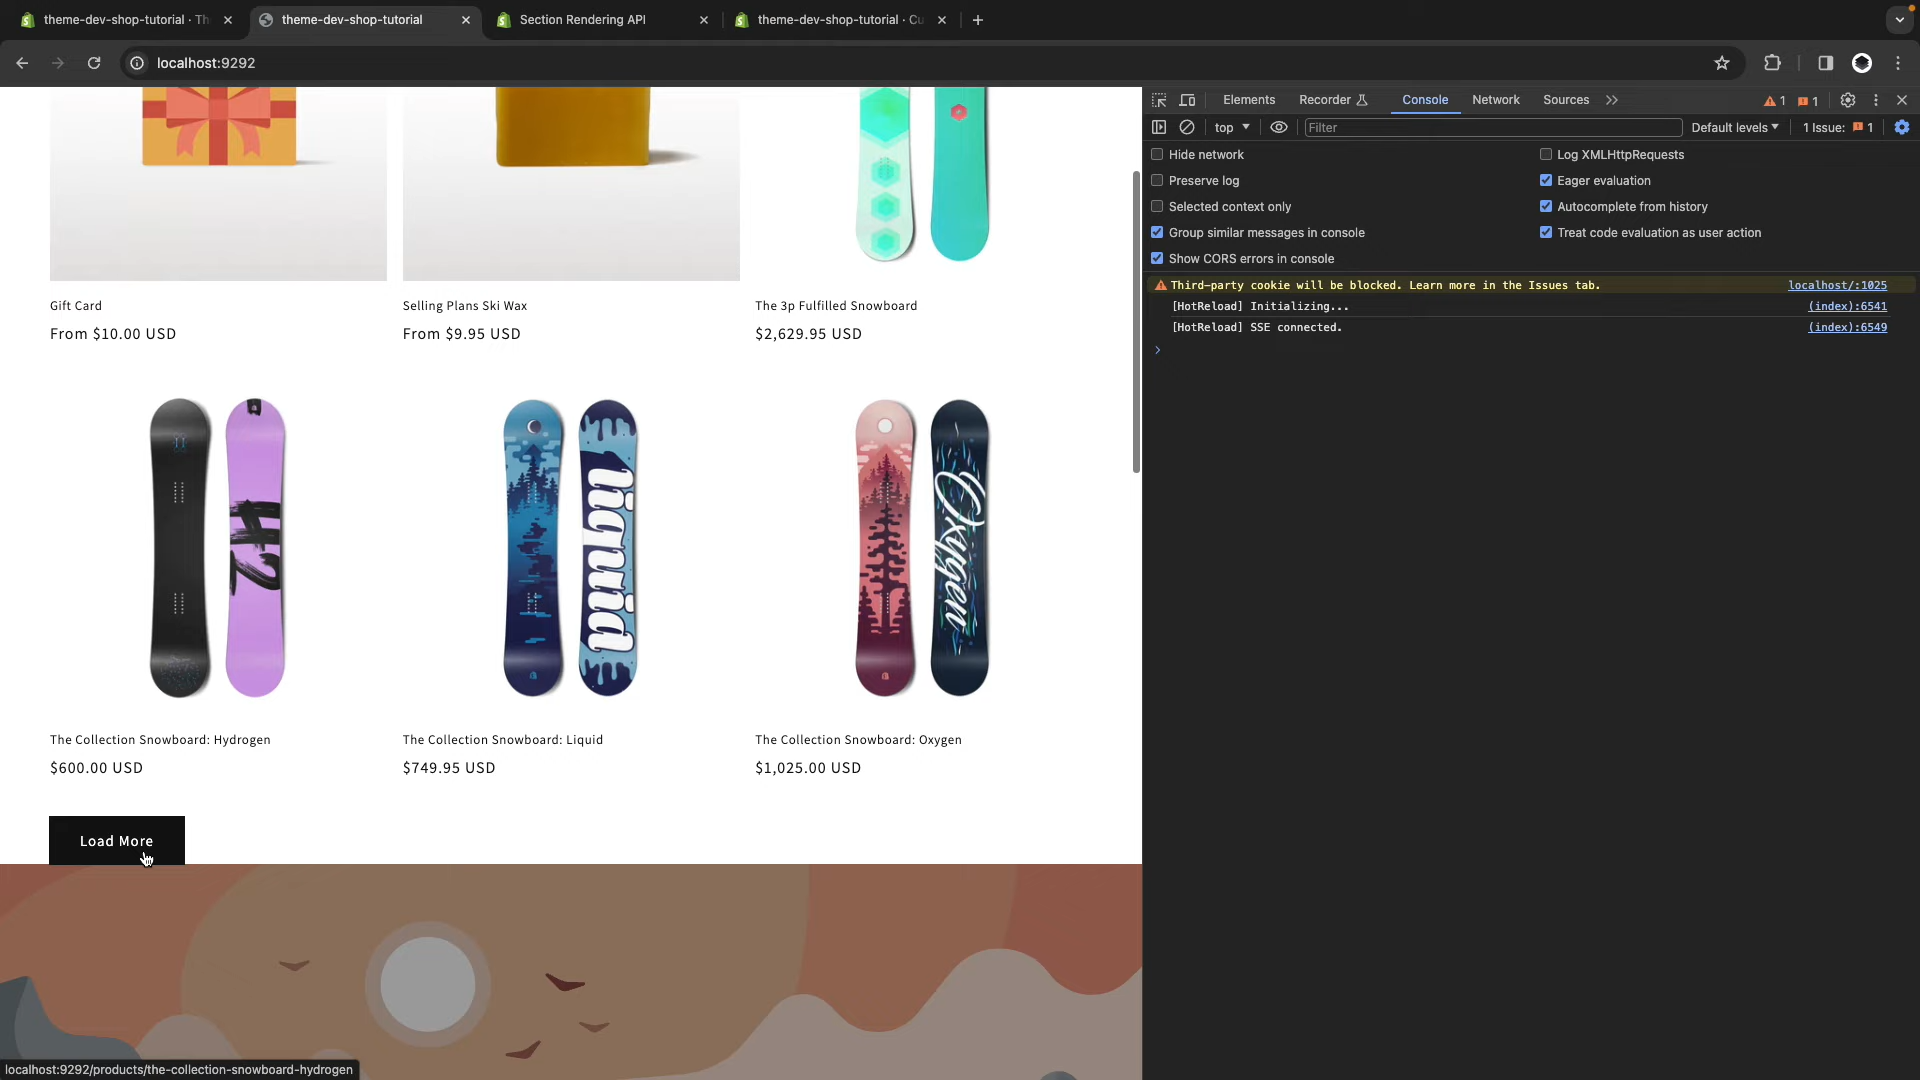 theme-dev-shop-tutorial · Th
theme-dev-shop-tutorial
Section Rendering API
theme-dev-shop-tutorial · Cu
localhost:9292
Elements
Recorder
Console
Network
Sources
1
1
top
Filter
Default levels
1 Issue:
1
Hide network
Log XMLHttpRequests
Preserve log
Eager evaluation
Selected context only
Autocomplete from history
Group similar messages in console
Treat code evaluation as user action
Show CORS errors in console
Third-party cookie will be blocked. Learn more in the Issues tab.
localhost/:1025
[HotReload] Initializing...
(index):6541
[HotReload] SSE connected.
(index):6549
Gift Card
From $10.00 USD
Selling Plans Ski Wax
From $9.95 USD
The 3p Fulfilled Snowboard
$2,629.95 USD
H2
liquid
Oxygen
The Collection Snowboard: Hydrogen
$600.00 USD
The Collection Snowboard: Liquid
$749.95 USD
The Collection Snowboard: Oxygen
$1,025.00 USD
Load More
localhost:9292/products/the-collection-snowboard-hydrogen